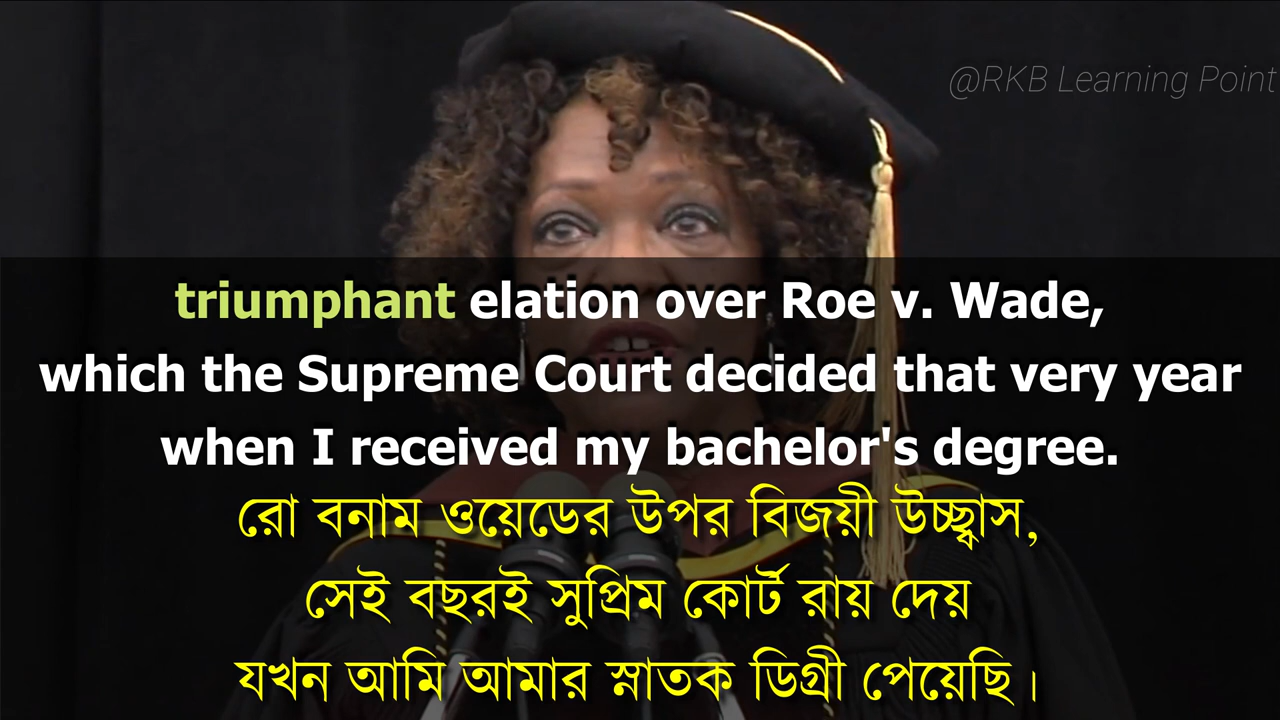 @RKB Learning Point
triumphant elation over Roe v. Wade,
which the Supreme Court decided that very year
when I received my bachelor's degree.
রো বনাম ওয়েডের উপর বিজয়ী উচ্ছ্বাস,
সেই বছরই সুপ্রিম কোর্ট রায় দেয়
যখন আমি আমার স্নাতক ডিগ্রী পেয়েছি।